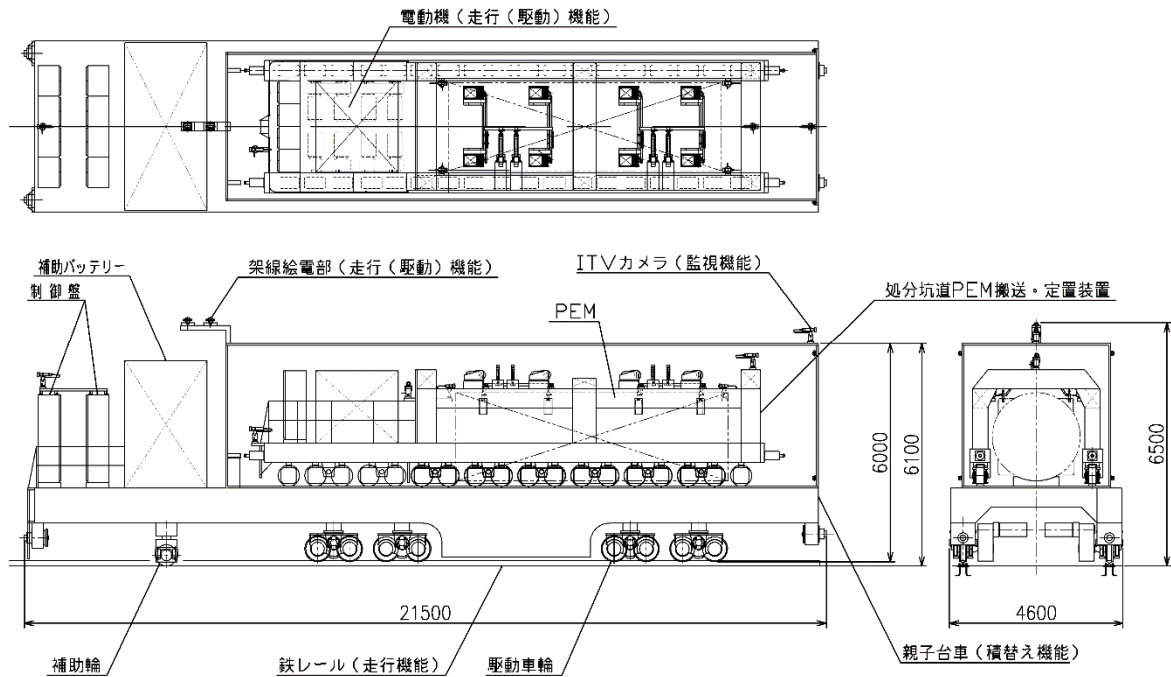 電動機（走行（駆動）機能）
補助バッテリー
制御盤
架線絵電部（走行（駆動）機能）
ITVカメラ（監視機能）
処分坑道PEM搬送・定置装置
PEM
6000
6100
6500
21500
4600
補助輪
鉄レール（走行機能）
駆動車輪
親子台車（積替え機能）